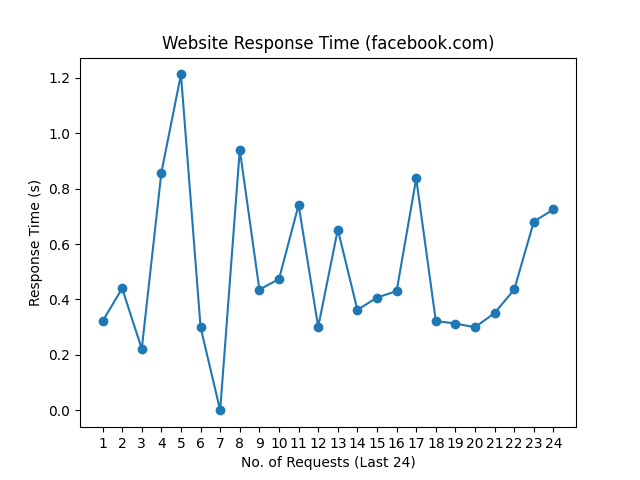 Website Response Time (facebook.com)
Response Time (s)
1.2
1.0
0.8
0.6
0.4
0.2
0.0
1 2 3 4 5 6 7 8 9 10 11 12 13 14 15 16 17 18 19 20 21 22 23 24
No. of Requests (Last 24)